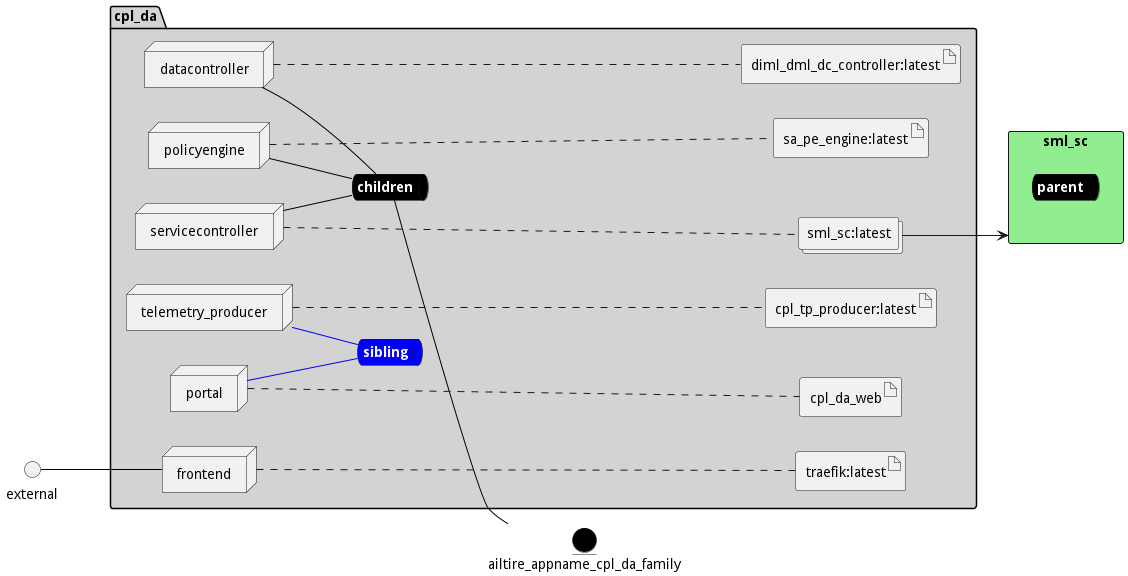 cpl_da
datacontroller
diml_dml_dc_controller:latest
policyengine
sa_pe_engine:latest
sml_sc
children
parent
servicecontroller
sml_sc:latest
telemetry_producer
cpl_tp_producer:latest
sibling
portal
cpl_da_web
frontend
traefik:latest
external
ailtire_appname_cpl_da_family